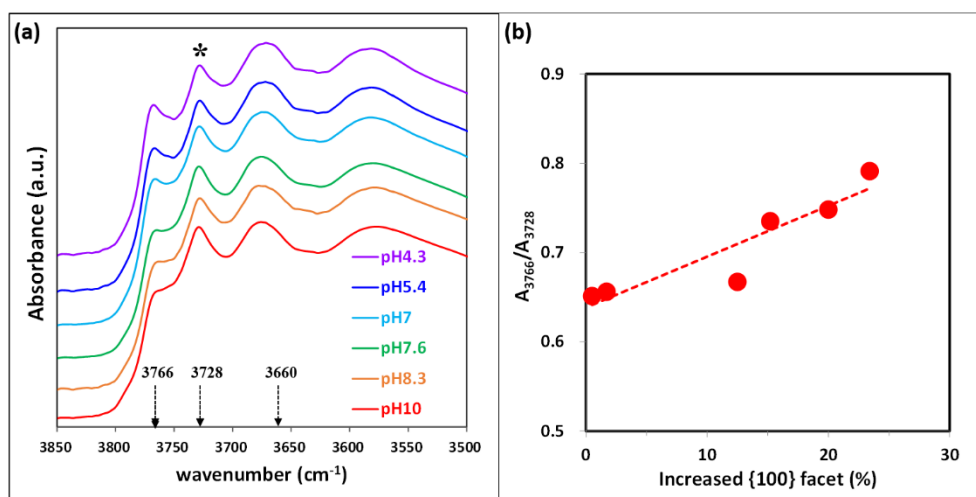 (a)
*
Absorbance (a.u.)
pH4.3
pH5.4
pH7
pH7.6
pH8.3
pH10
3766 3728 3660
3850 3800 3750 3700 3650 3600 3550 3500
wavenumber (cm⁻¹)
(b)
A₃₇₆₆/A₃₇₂₈
0.9
0.8
0.7
0.6
0.5
0 10 20 30
Increased {100} facet (%)